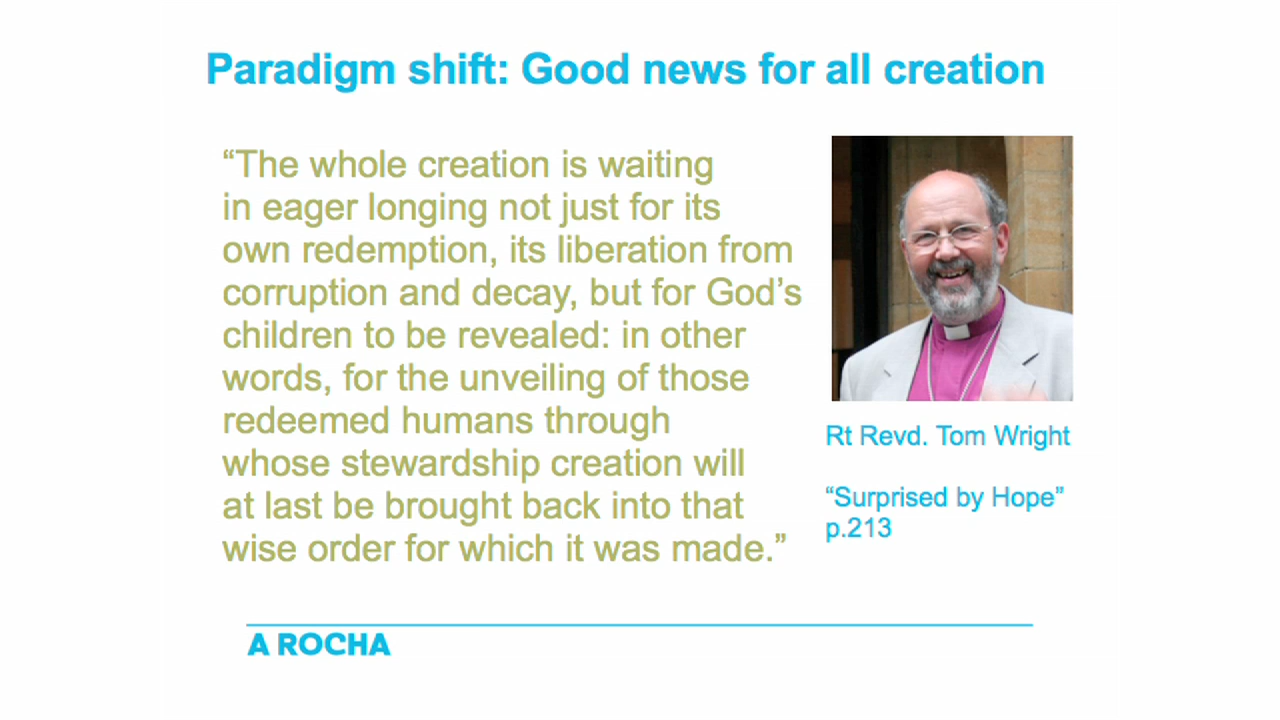 Paradigm shift: Good news for all creation
“The whole creation is waiting
in eager longing not just for its
own redemption, its liberation from
corruption and decay, but for God’s
children to be revealed: in other
words, for the unveiling of those
redeemed humans through
whose stewardship creation will
at last be brought back into that
wise order for which it was made.”
Rt Revd. Tom Wright
“Surprised by Hope”
p.213
A ROCHA